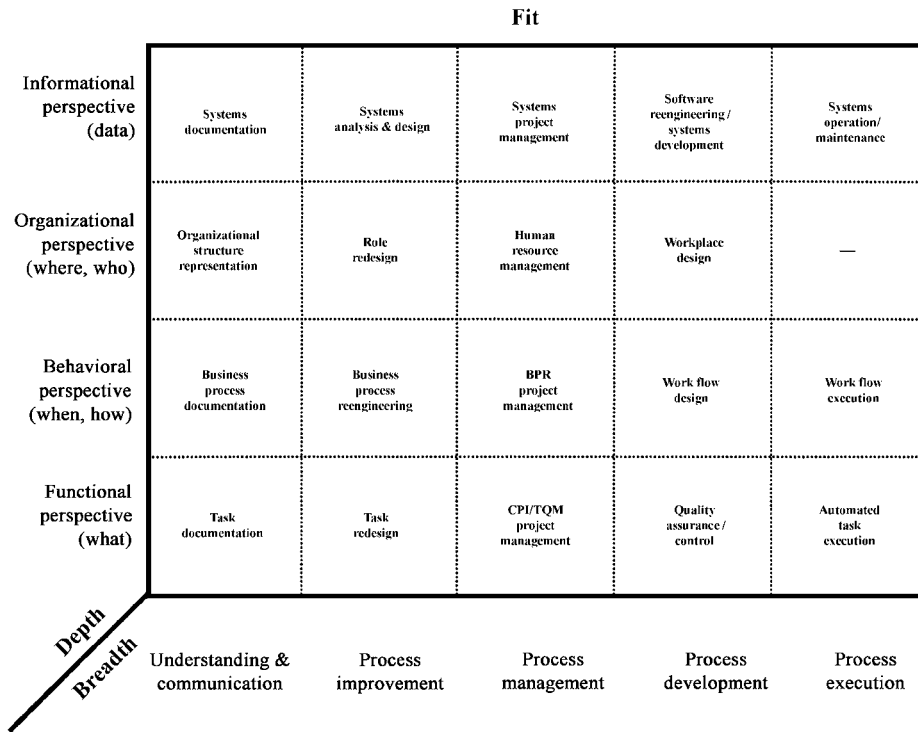 Fit
Informational
perspective
(data)
Systems
documentation
Systems
analysis & design
Systems
project
management
Software
reengineering /
systems
development
Systems
operation/
maintenance
Organizational
perspective
(where, who)
Organizational
structure
representation
Role
redesign
Human
resource
management
Workplace
design
—
Behavioral
perspective
(when, how)
Business
process
documentation
Business
process
reengineering
BPR
project
management
Work flow
design
Work flow
execution
Functional
perspective
(what)
Task
documentation
Task
redesign
CPI/TQM
project
management
Quality
assurance /
control
Automated
task
execution
Depth
Breadth
Understanding &
communication
Process
improvement
Process
management
Process
development
Process
execution